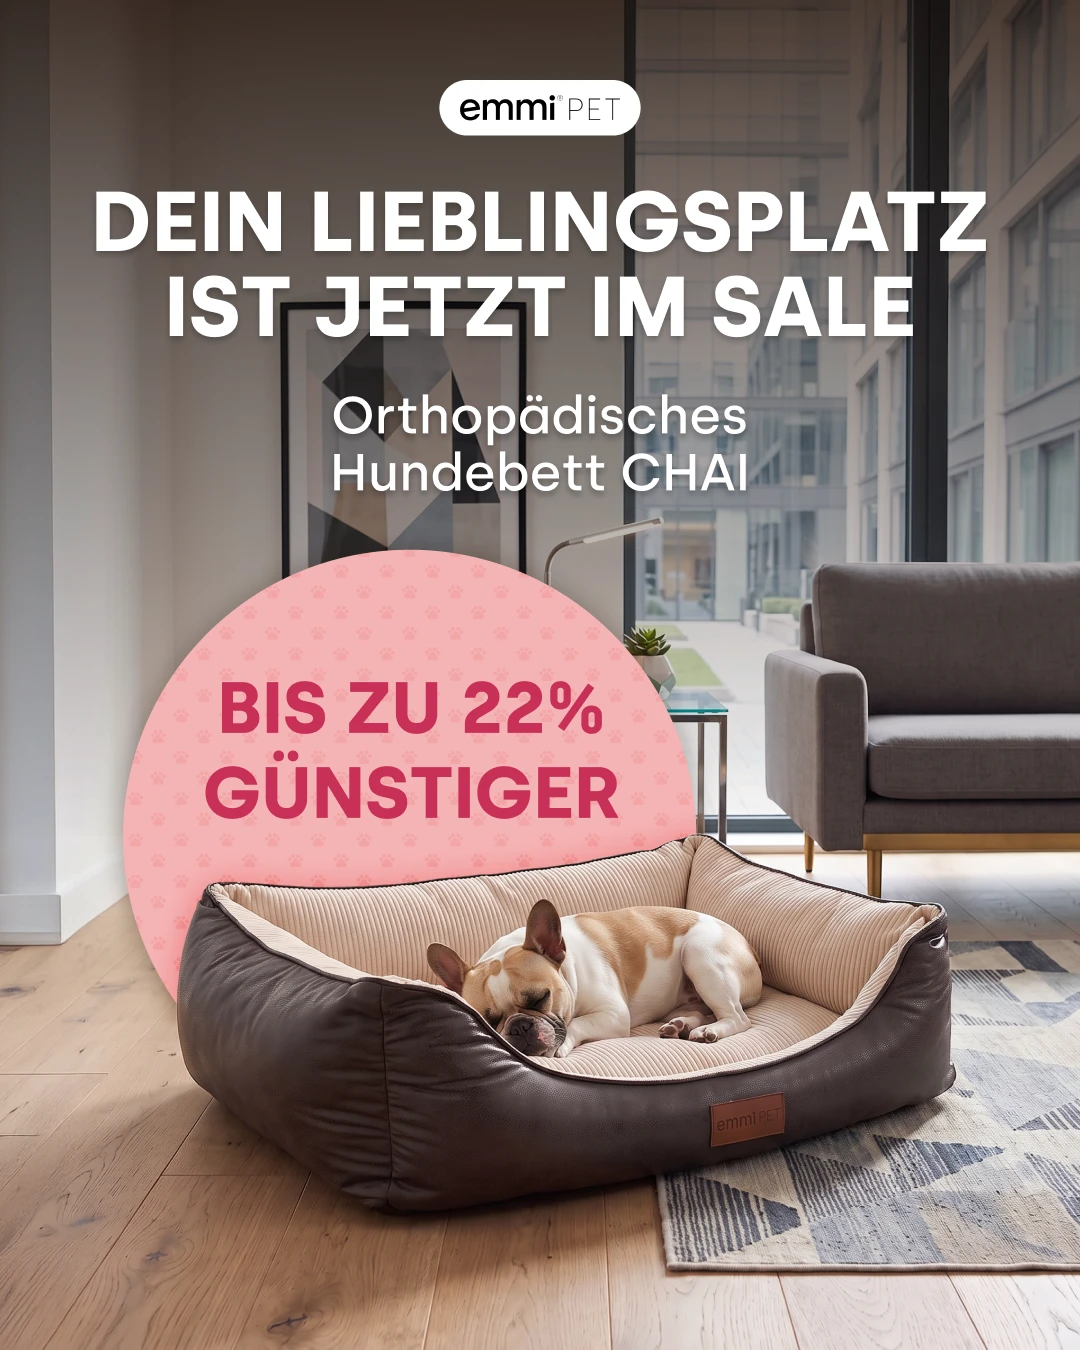 emmi® PET
DEIN LIEBLINGSPLATZ
IST JETZT IM SALE
Orthopädisches
Hundebett CHAI
BIS ZU 22%
GÜNSTIGER
emmi PET